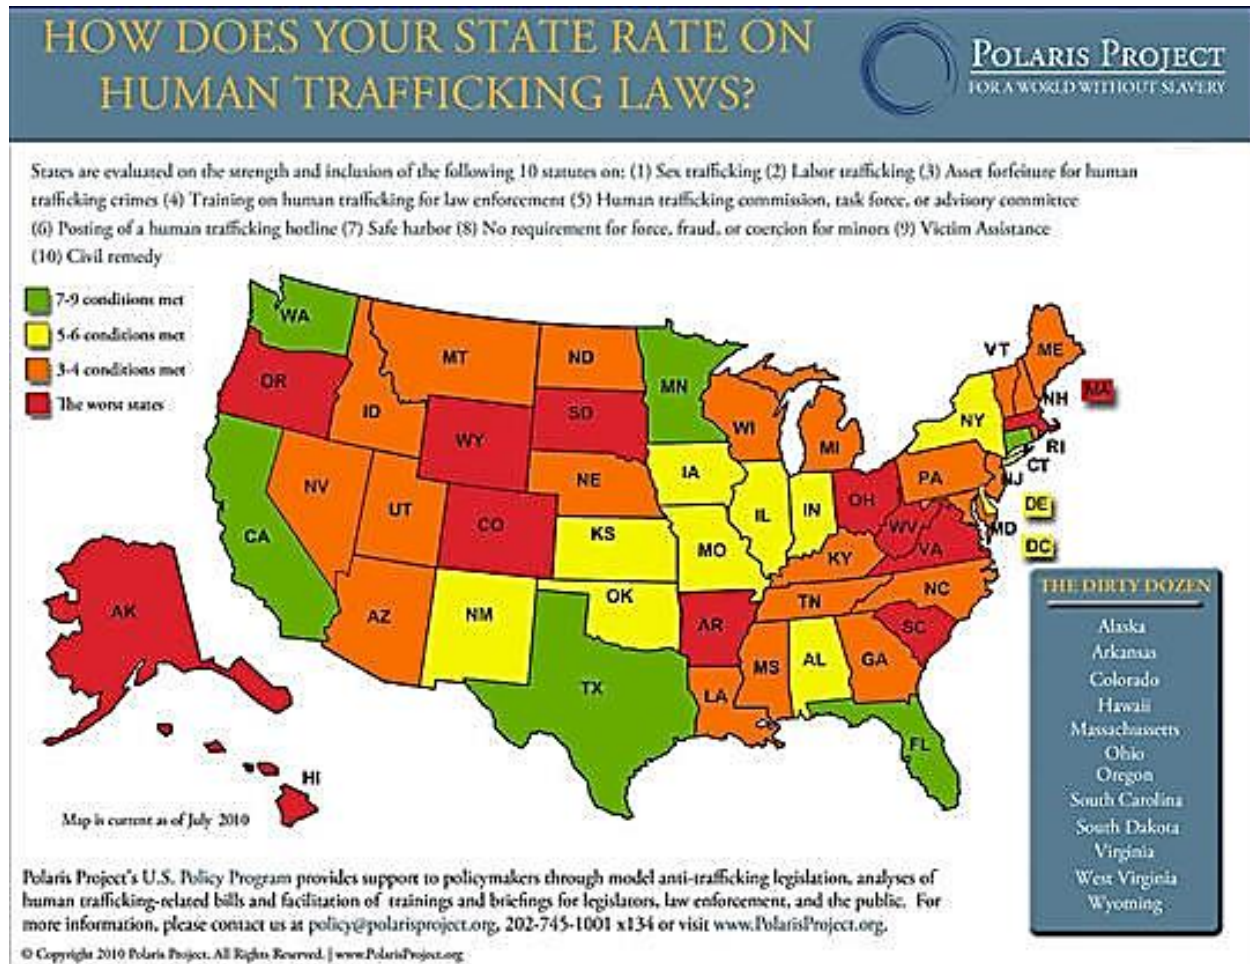 HOW DOES YOUR STATE RATE ON
HUMAN TRAFFICKING LAWS?
POLARIS PROJECT
FOR A WORLD WITHOUT SLAVERY
States are evaluated on the strength and inclusion of the following 10 statutes on: (1) Sex trafficking (2) Labor trafficking (3) Asset forfeiture for human
trafficking crimes (4) Training on human trafficking for law enforcement (5) Human trafficking commission, task force, or advisory committee
(6) Posting of a human trafficking hotline (7) Safe harbor (8) No requirement for force, fraud, or coercion for minors (9) Victim Assistance
(10) Civil remedy
7-9 conditions met
5-6 conditions met
3-4 conditions met
The worst states
WA
OR
CA
ID
NV
MT
WY
UT
AZ
CO
NM
ND
SD
NE
KS
OK
TX
MN
IA
MO
AR
LA
WI
IL
MI
IN
OH
KY
TN
MS
AL
GA
FL
SC
NC
VA
WV
PA
NY
VT
ME
NH
MA
RI
CT
NJ
DE
MD
DC
AK
HI
THE DIRTY DOZEN
Alaska
Arkansas
Colorado
Hawaii
Massachussetts
Ohio
Oregon
South Carolina
South Dakota
Virginia
West Virginia
Wyoming
Map is current as of July 2010
Polaris Project's U.S. Policy Program provides support to policymakers through model anti-trafficking legislation, analyses of
human trafficking-related bills and facilitation of trainings and briefings for legislators, law enforcement, and the public. For
more information, please contact us at policy@polarisproject.org, 202-745-1001 x134 or visit www.PolarisProject.org.
© Copyright 2010 Polaris Project. All Rights Reserved. | www.PolarisProject.org